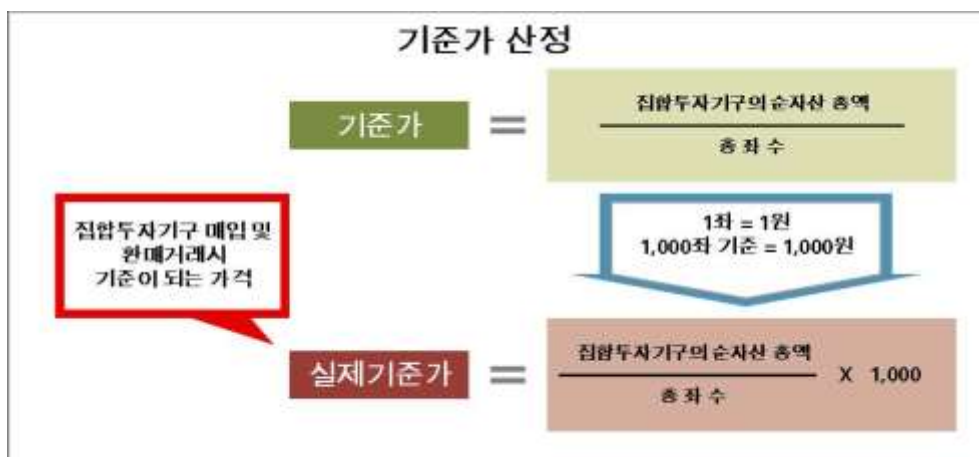 기준가 산정
기준가
=
집합투자기구의 순자산 총액
총 좌 수
집합투자기구 매입 및
환매거래시
기준이 되는 가격
1좌 = 1원
1,000좌 기준 = 1,000원
실제기준가
=
집합투자기구의 순자산 총액
총 좌 수
X 1,000